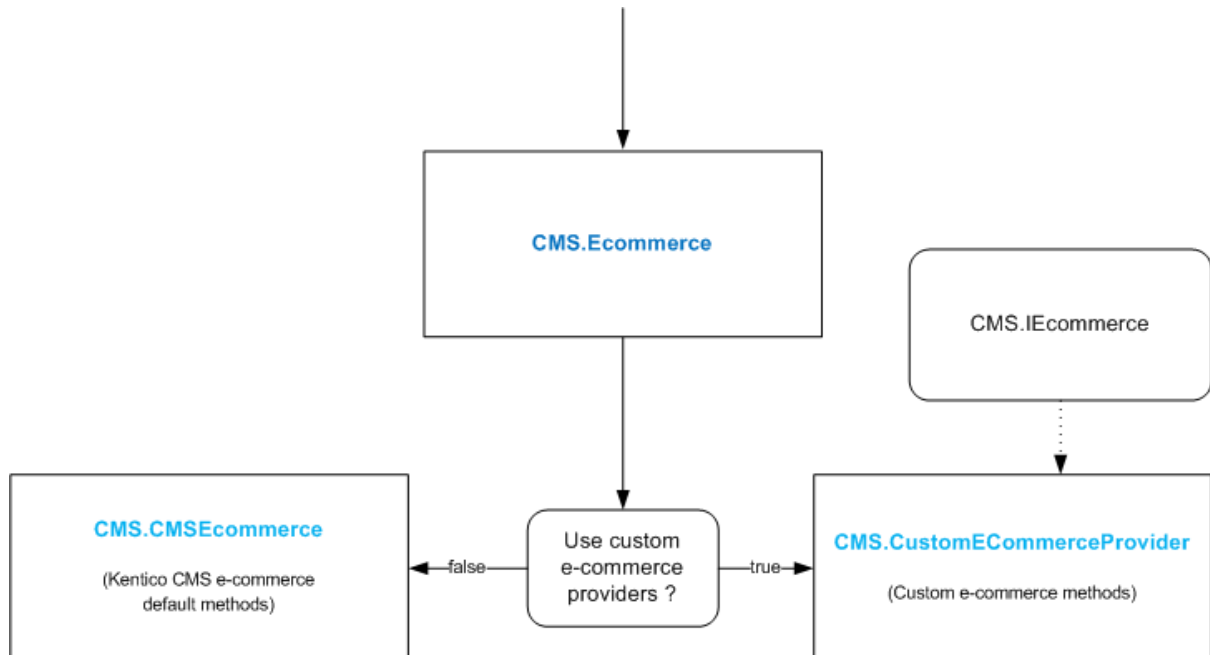 CMS.Ecommerce
CMS.IEcommerce
CMS.CMSEcommerce
(Kentico CMS e-commerce
default methods)
false
Use custom
e-commerce
providers ?
true
CMS.CustomECommerceProvider
(Custom e-commerce methods)